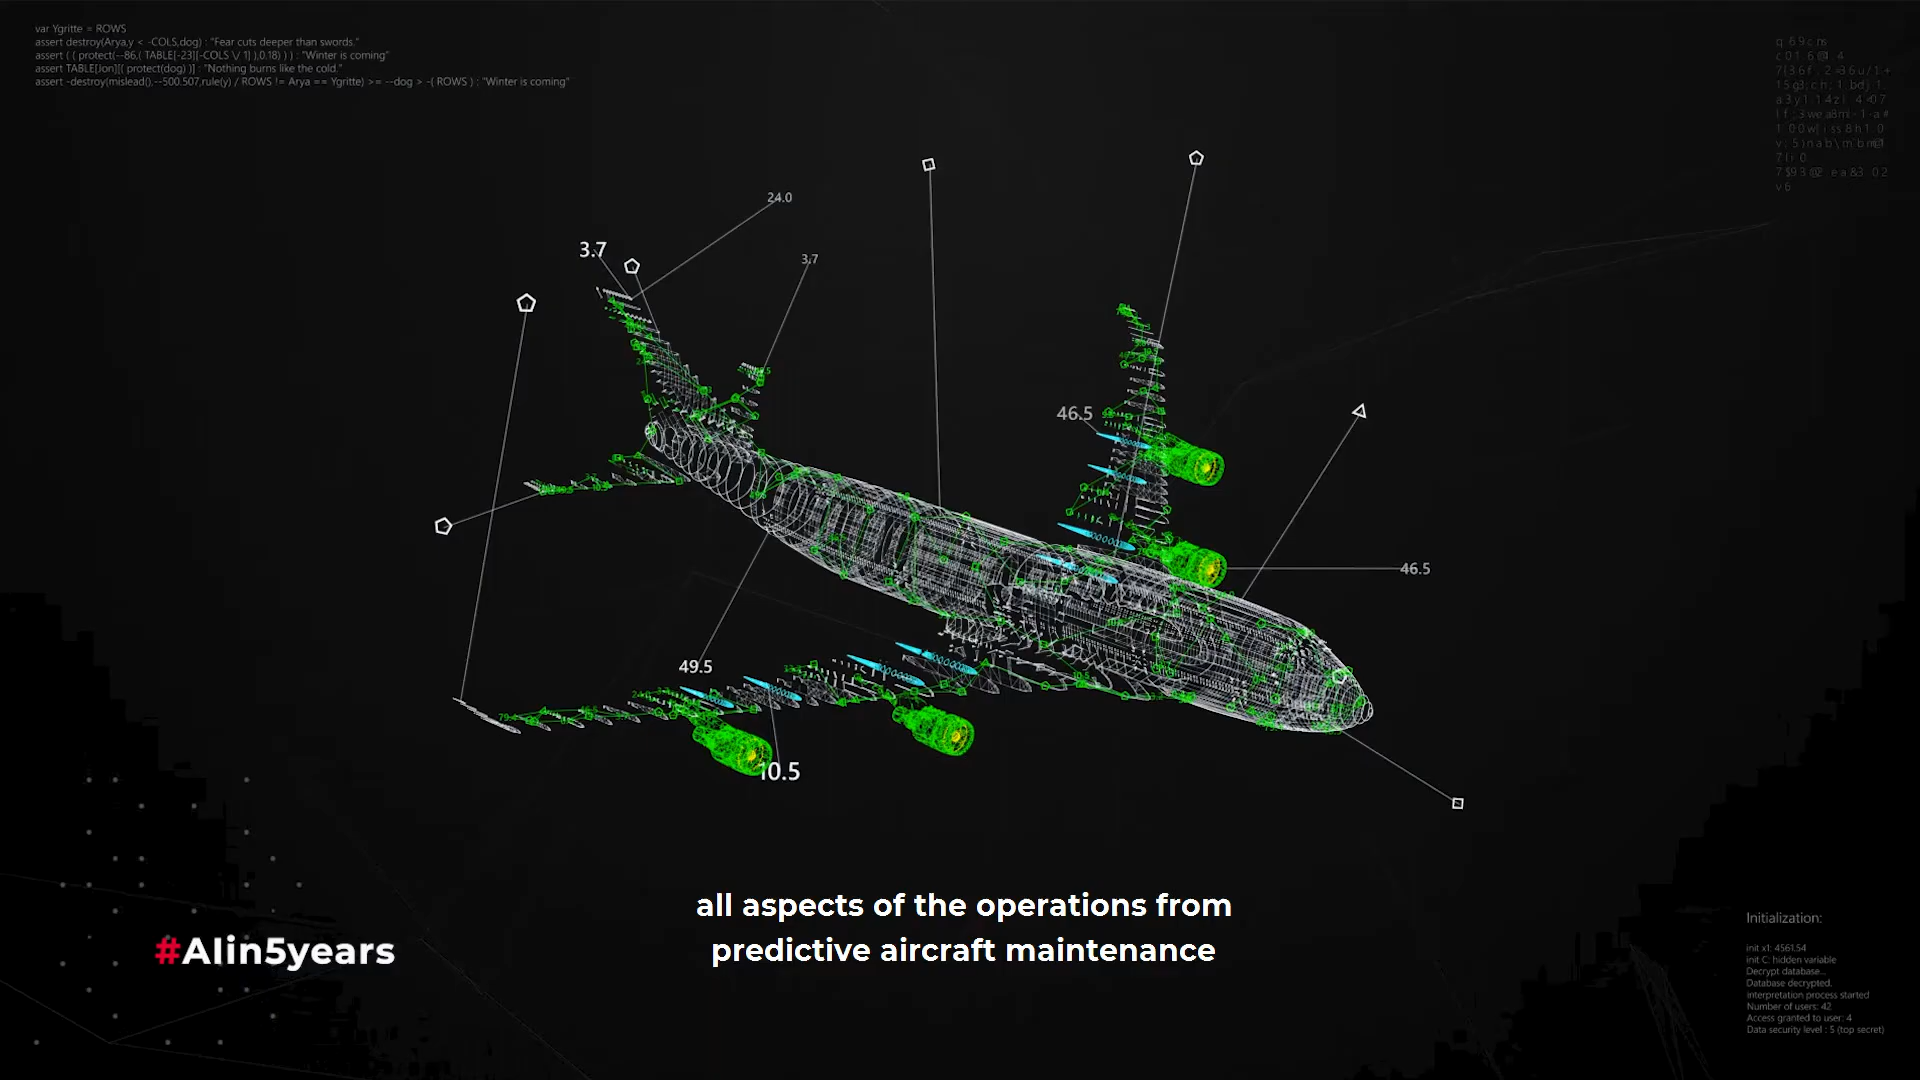 var Ygritte = ROWS
assert destroy(Arya,y < -COLS,dog) : "Fear cuts deeper than swords."
assert ( ( protect(--86,( TABLE[-23][-COLS \/ 1] ),0.18) ) ) : "Winter is coming"
assert TABLE[Jon][( protect(dog) )] : "Nothing burns like the cold."
assert -destroy(mislead(),--500.507,rule(y) / ROWS != Arya == Ygritte) >= --dog > -( ROWS ) : "Winter is coming"
24.0
3.7
3.7
46.5
46.5
49.5
10.5
all aspects of the operations from
predictive aircraft maintenance
#AIin5years
Initialization:
init x1: 4561.54
init C: hidden variable
Decrypt database...
Database decrypted.
Interpretation process started
Number of users: 42
Access granted to user: 4
Data security level : 5 (top secret)